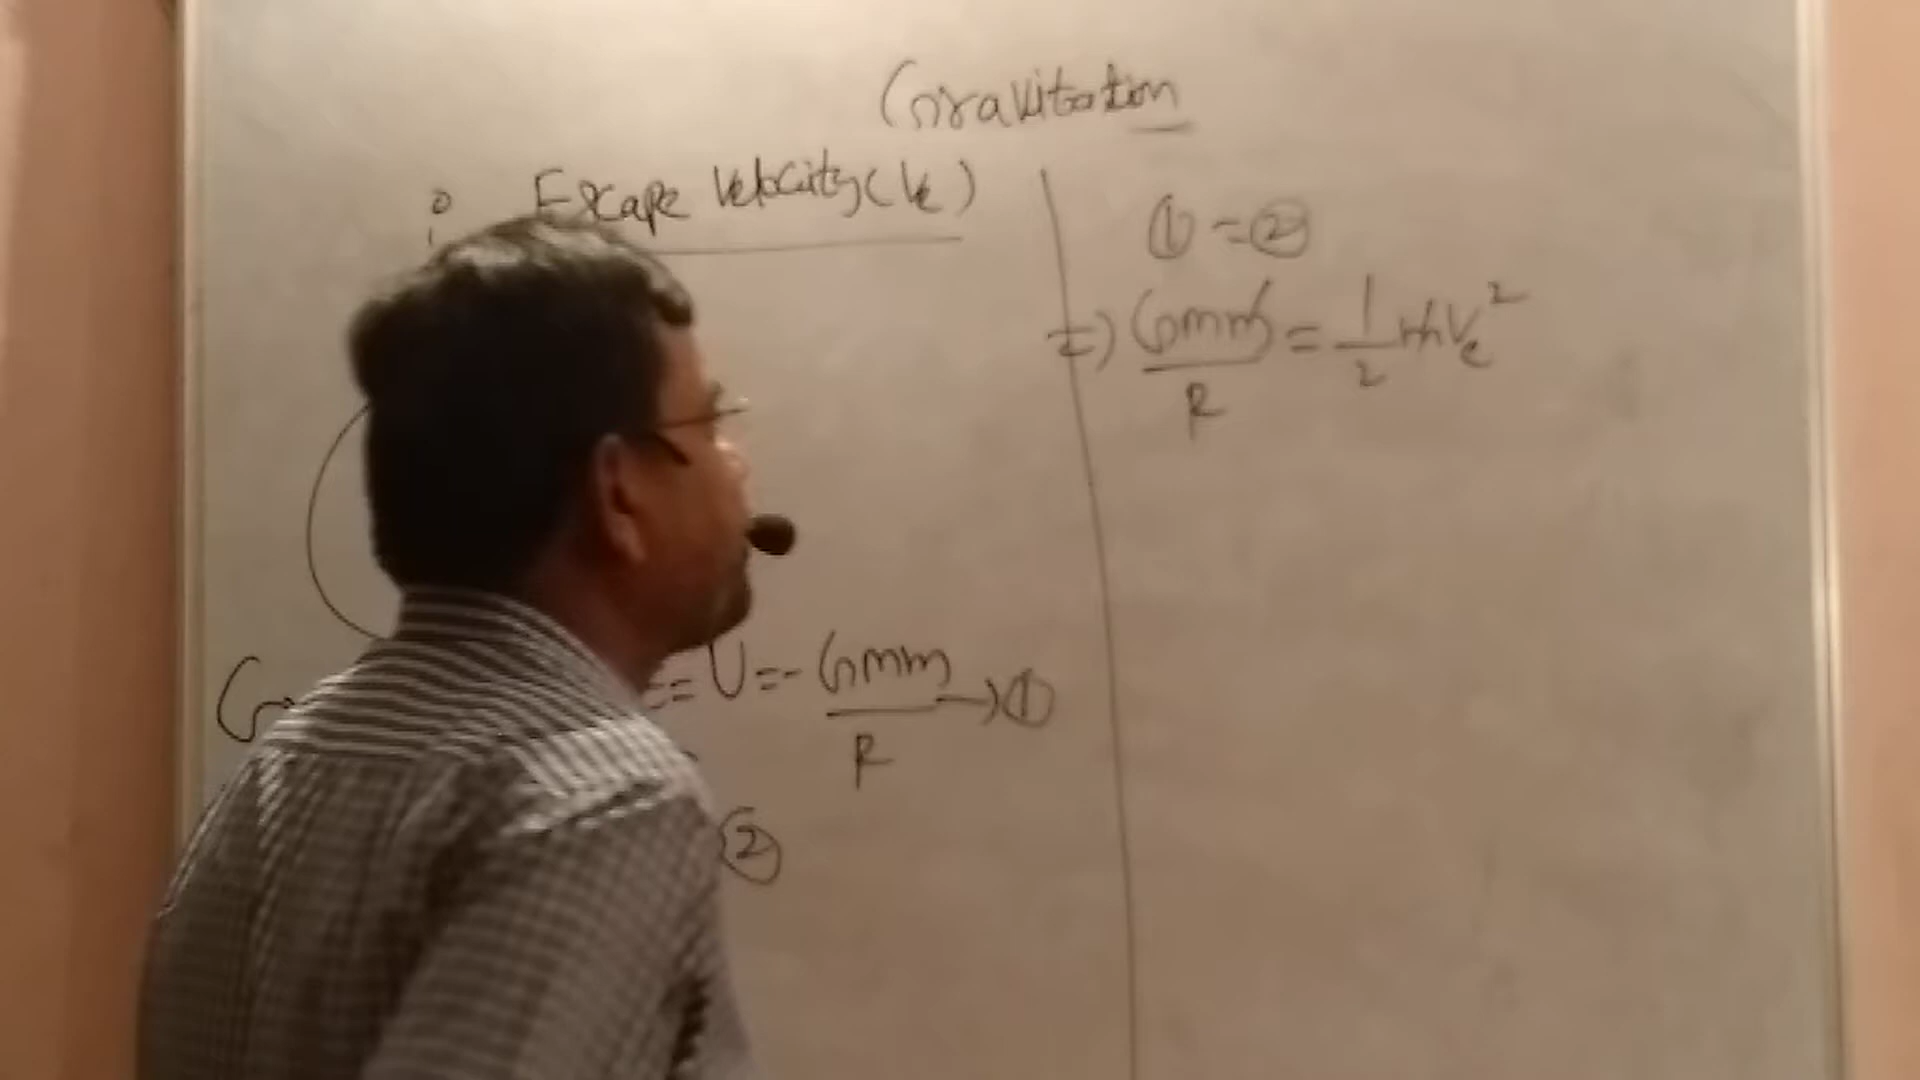 Gravitation
Escape Velocity (Ve)
= U = - GMm/R → ①
②
① = ②
=) GMm/R = 1/2 mVe²